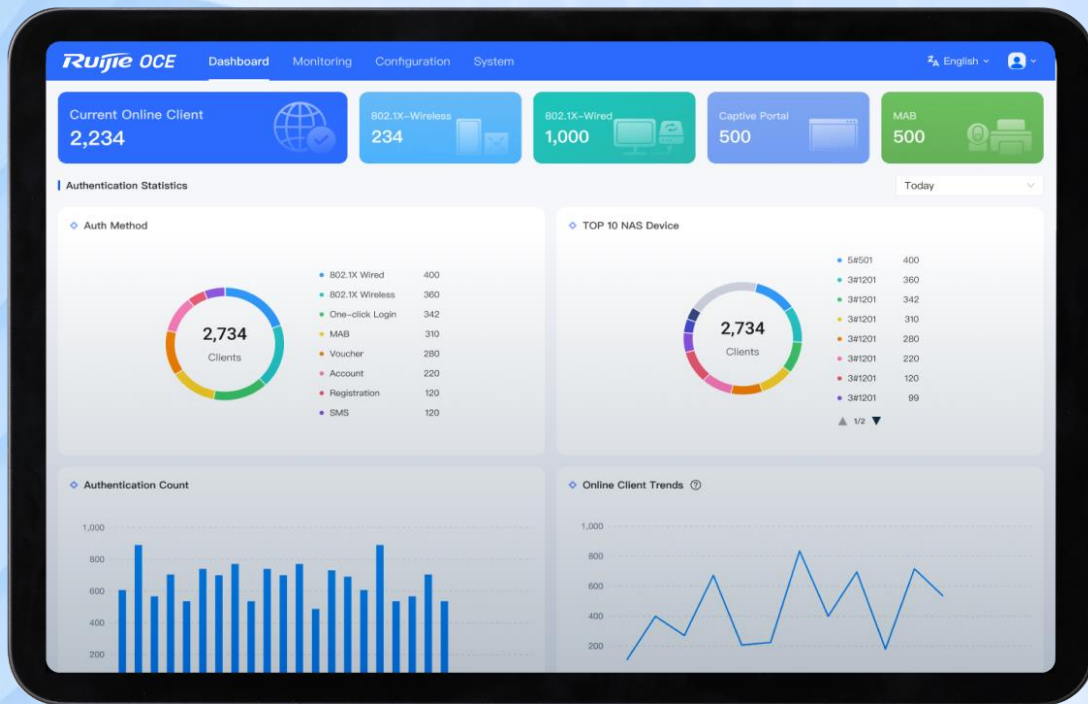 Ruijie OCE Dashboard Monitoring Configuration System English
Current Online Client
2,234
802.1X-Wireless
234
802.1X-Wired
1,000
Captive Portal
500
MAB
500
Authentication Statistics
Today
Auth Method
2,734
Clients
802.1X Wired 400
802.1X Wireless 360
One-click Login 342
MAB 310
Voucher 280
Account 220
Registration 120
SMS 120
TOP 10 NAS Device
2,734
Clients
5#501 400
3#1201 360
3#1201 342
3#1201 310
3#1201 280
3#1201 220
3#1201 120
3#1201 99
1/2
Authentication Count
1,000
800
600
400
200
Online Client Trends
1,000
800
600
400
200